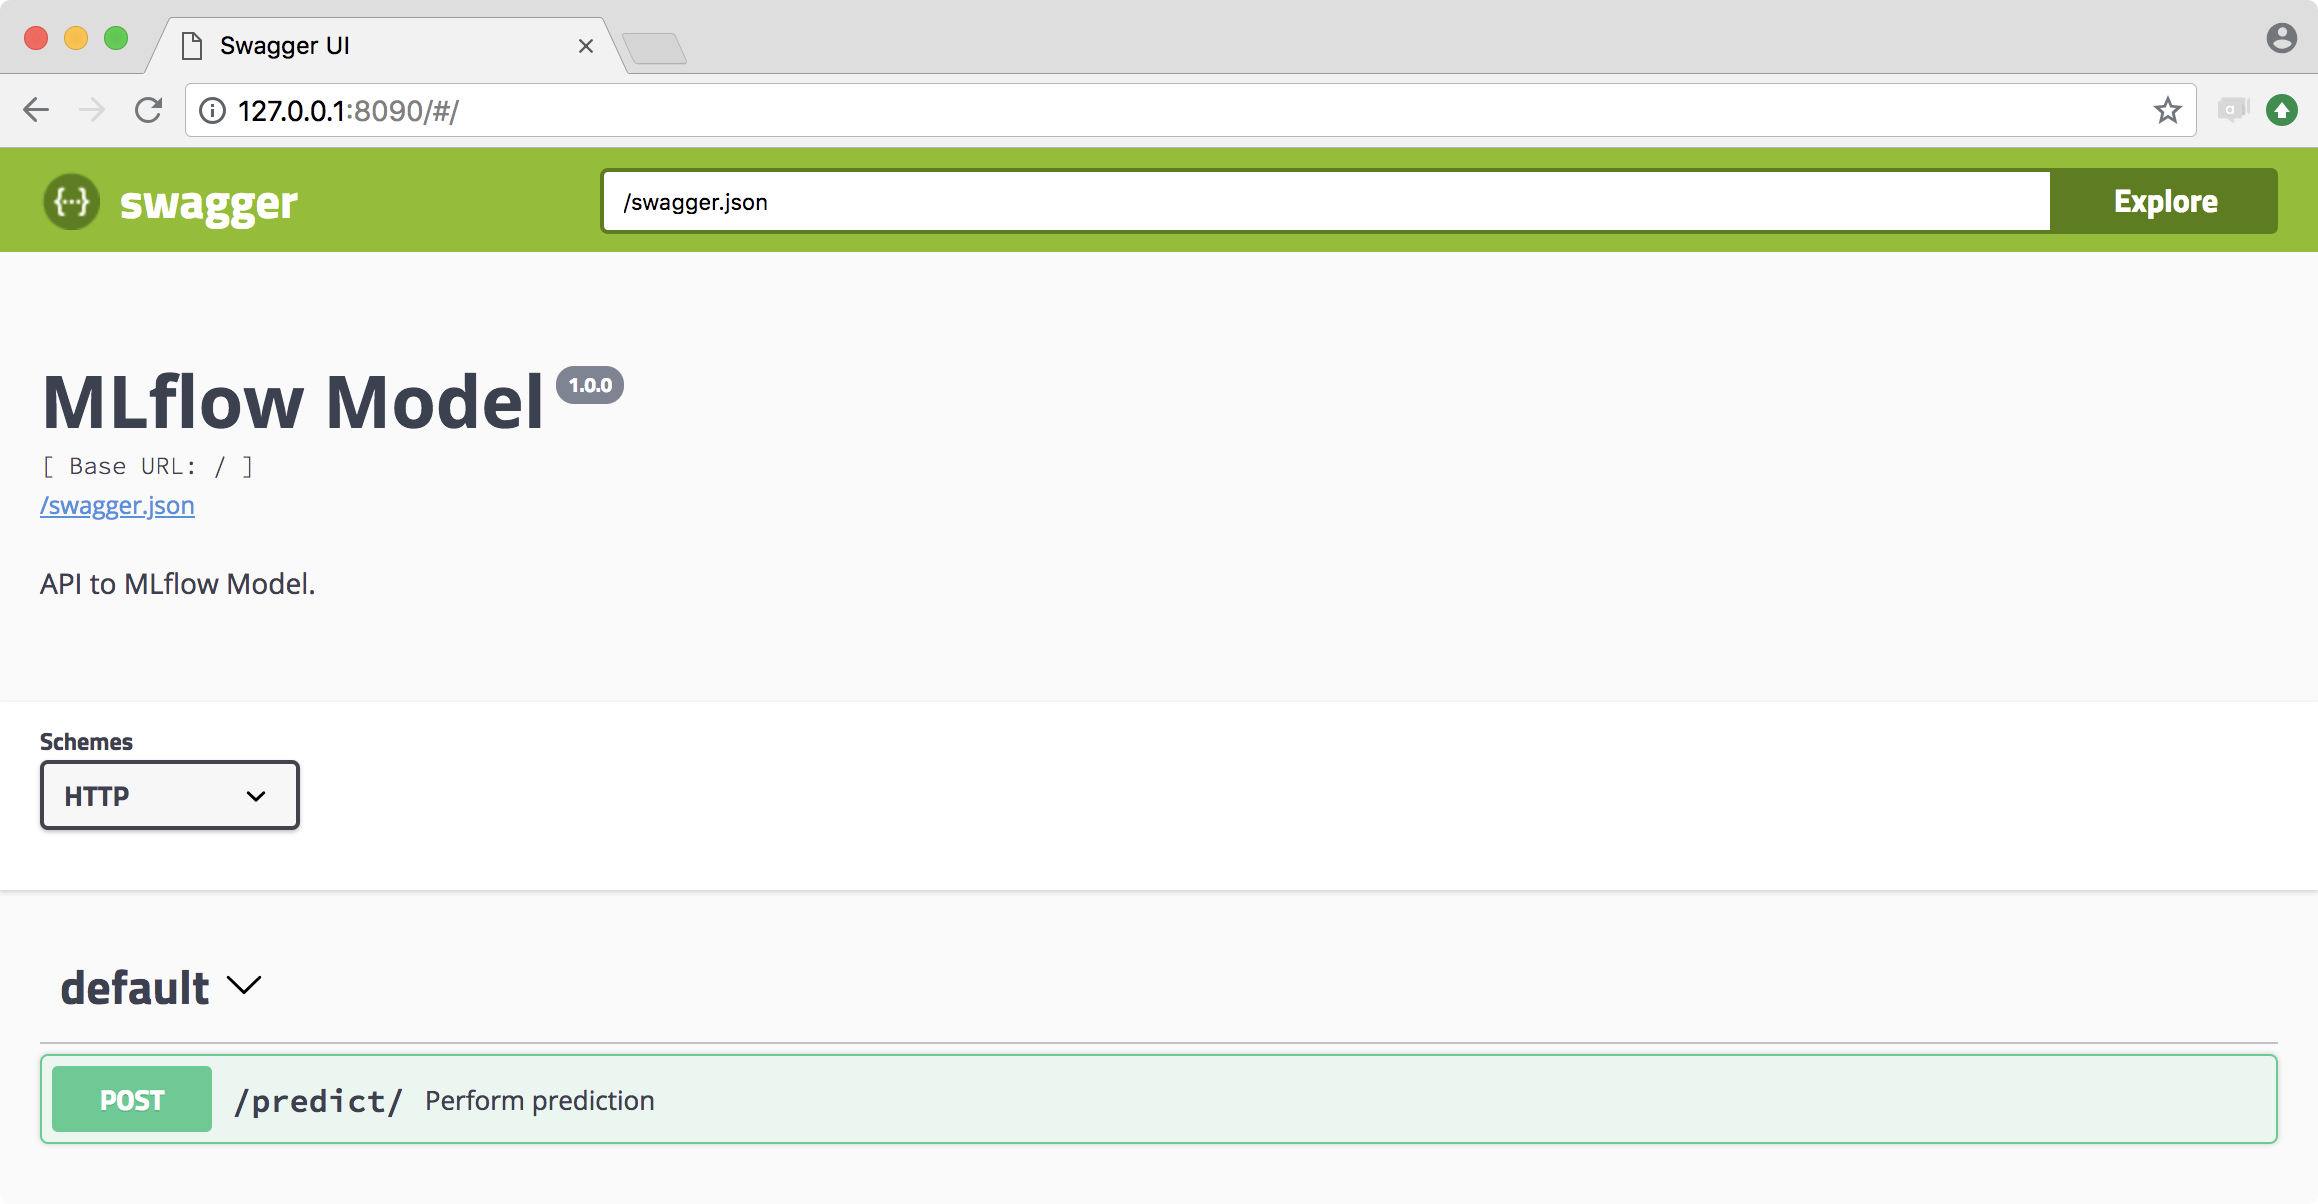 Swagger UI
127.0.0.1:8090/#/
{···} swagger
/swagger.json
Explore
MLflow Model 1.0.0
[ Base URL: / ]
/swagger.json
API to MLflow Model.
Schemes
HTTP
default
POST /predict/ Perform prediction